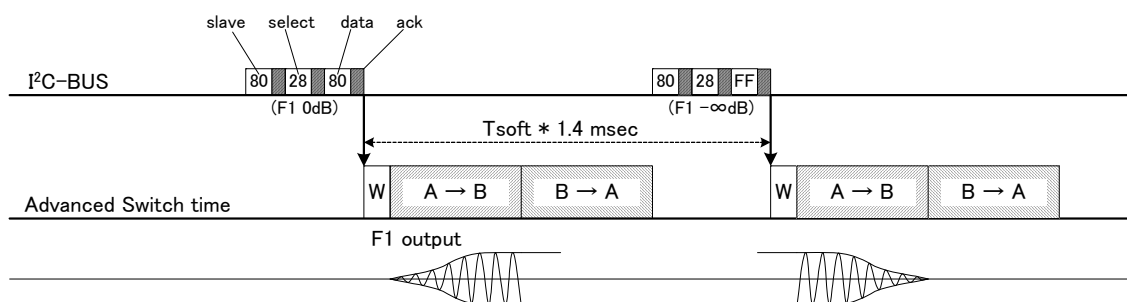 slave select data ack
I²C-BUS 80 28 80 80 28 FF
(F1 0dB) (F1 -∞dB)
Tsoft * 1.4 msec
Advanced Switch time W A → B B → A W A → B B → A
F1 output